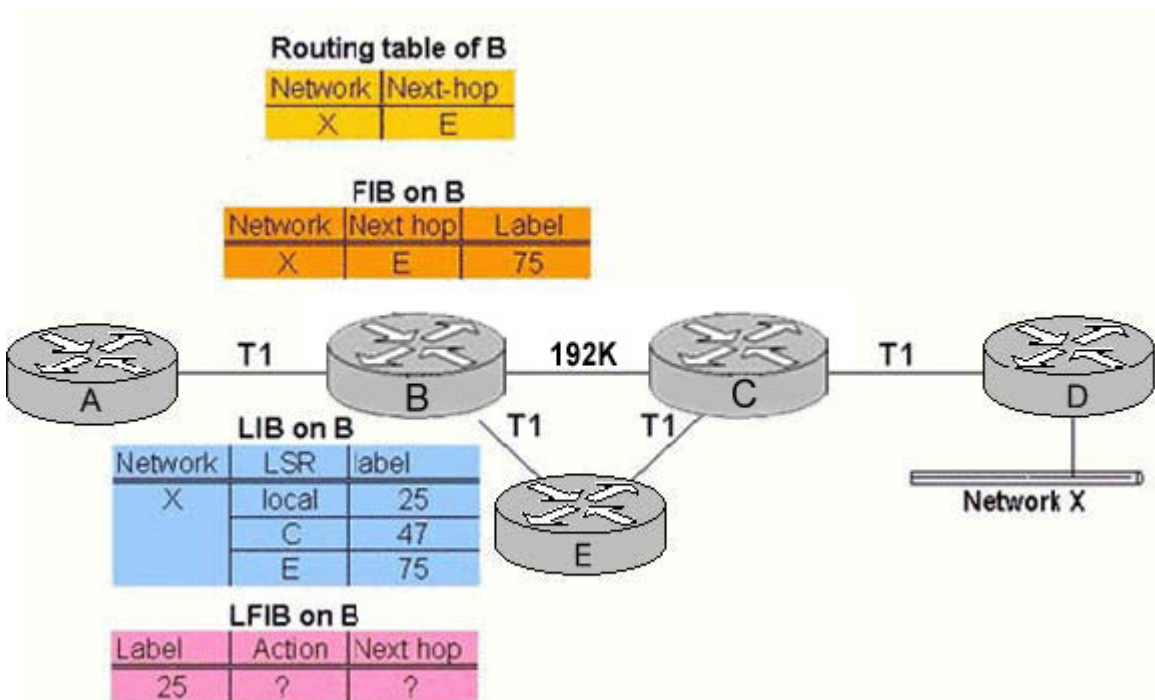 Routing table of B
Network Next-hop
X E
FIB on B
Network Next hop Label
X E 75
A T1 B 192K C T1 D
T1 T1
E
Network X
LIB on B
Network LSR label
X local 25
C 47
E 75
LFIB on B
Label Action Next hop
25 ? ?